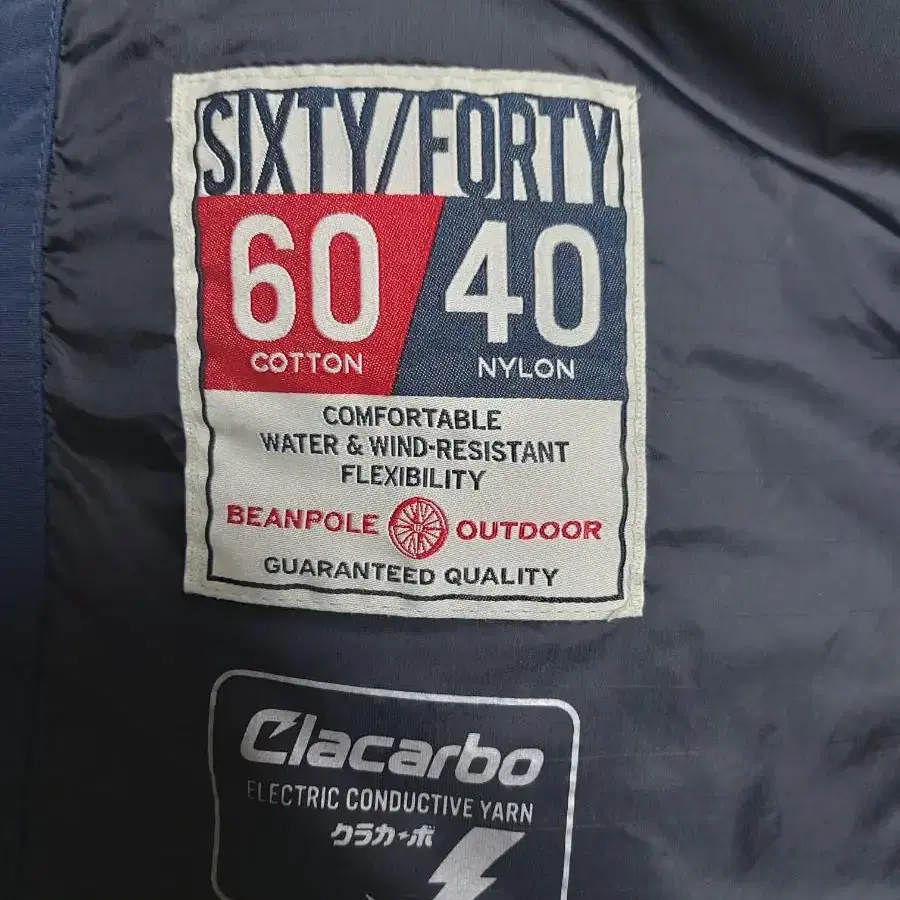 SIXTY/FORTY
60 40
COTTON NYLON
COMFORTABLE
WATER & WIND-RESISTANT
FLEXIBILITY
BEANPOLE OUTDOOR
GUARANTEED QUALITY
Clacarbo
ELECTRIC CONDUCTIVE YARN
クラカーボ